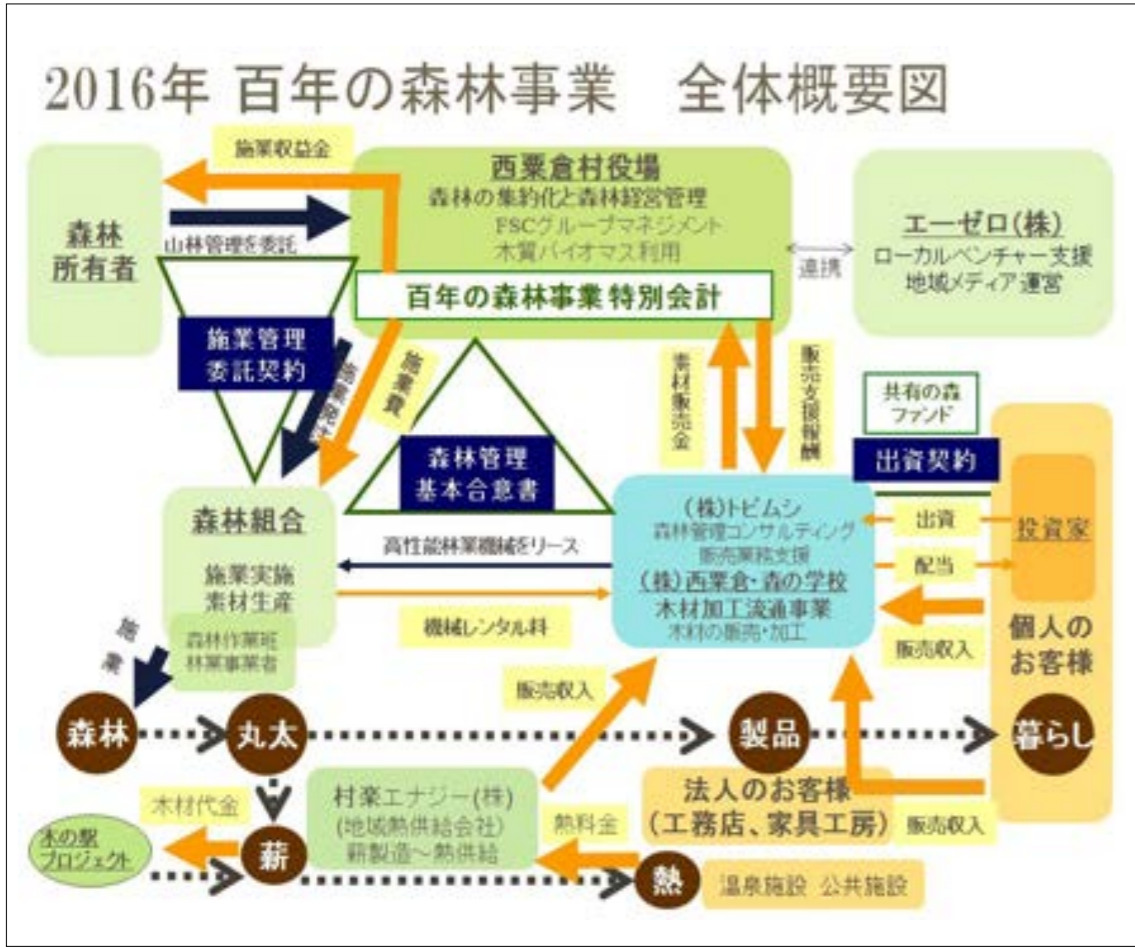 2016年 百年の森林事業　全体概要図
施業収益金
森林
所有者
山林管理を委託
西粟倉村役場
森林の集約化と森林経営管理
FSCグループマネジメント
木質バイオマス利用
百年の森林事業特別会計
連携
エーゼロ(株)
ローカルベンチャー支援
地域メディア運営
施業管理
委託契約
施業発注
施業費
森林管理
基本合意書
素材販売金
販売支援報酬
共有の森
ファンド
出資契約
出資
配当
投資家
個人の
お客様
森林組合
施業実施
素材生産
森林作業班
林業事業者
高性能林業機械をリース
機械レンタル料
(株)トビムシ
森林管理コンサルティング
販売業務支援
(株)西粟倉・森の学校
木材加工流通事業
木材の販売・加工
販売収入
施業
販売収入
森林
丸太
製品
暮らし
木材代金
村楽エナジー(株)
(地域熱供給会社)
薪製造～熱供給
熱料金
法人のお客様
(工務店、家具工房)
販売収入
木の駅
プロジェクト
薪
熱
温泉施設 公共施設